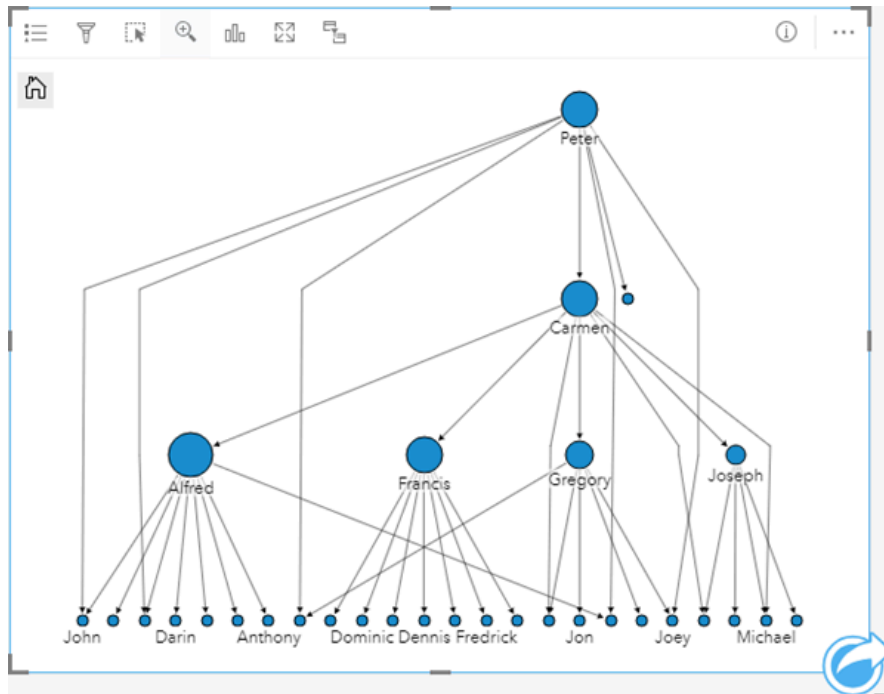 Peter
Carmen
Alfred
Francis
Gregory
Joseph
John
Darin
Anthony
Dominic
Dennis
Fredrick
Jon
Joey
Michael